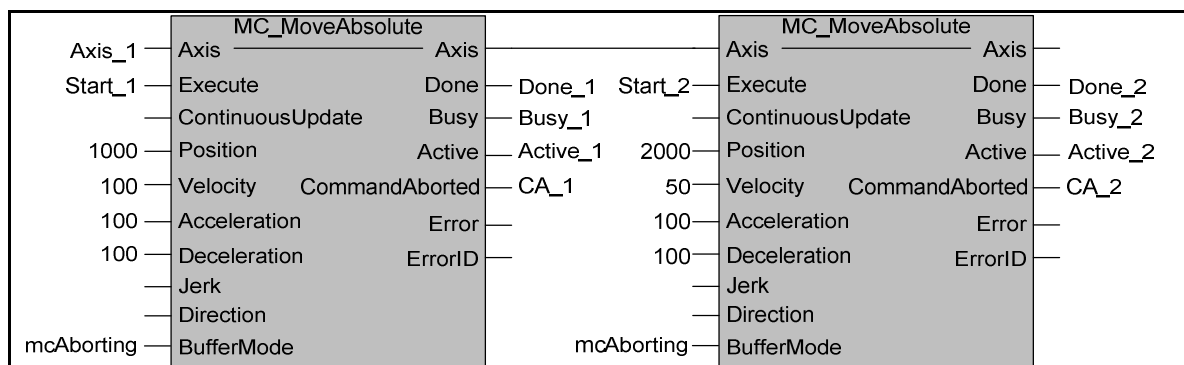 MC_MoveAbsolute MC_MoveAbsolute
Axis_1 Axis Axis Axis Axis
Start_1 Execute Done Done_1 Start_2 Execute Done Done_2
ContinuousUpdate Busy Busy_1 ContinuousUpdate Busy Busy_2
1000 Position Active Active_1 2000 Position Active Active_2
100 Velocity CommandAborted CA_1 50 Velocity CommandAborted CA_2
100 Acceleration Error 100 Acceleration Error
100 Deceleration ErrorID 100 Deceleration ErrorID
Jerk Jerk
Direction Direction
mcAborting BufferMode mcAborting BufferMode